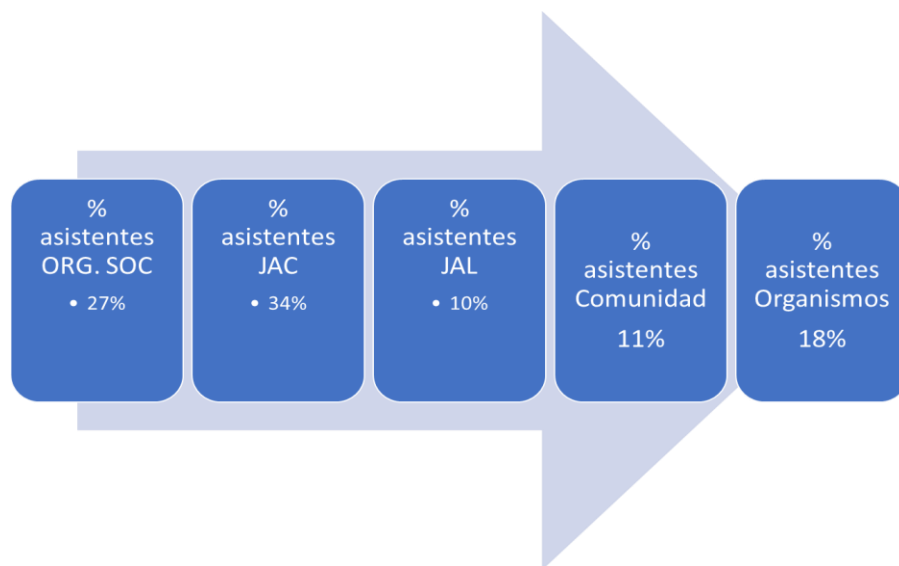 %
asistentes
ORG. SOC
• 27%
%
asistentes
JAC
• 34%
%
asistentes
JAL
• 10%
%
asistentes
Comunidad
11%
%
asistentes
Organismos
18%